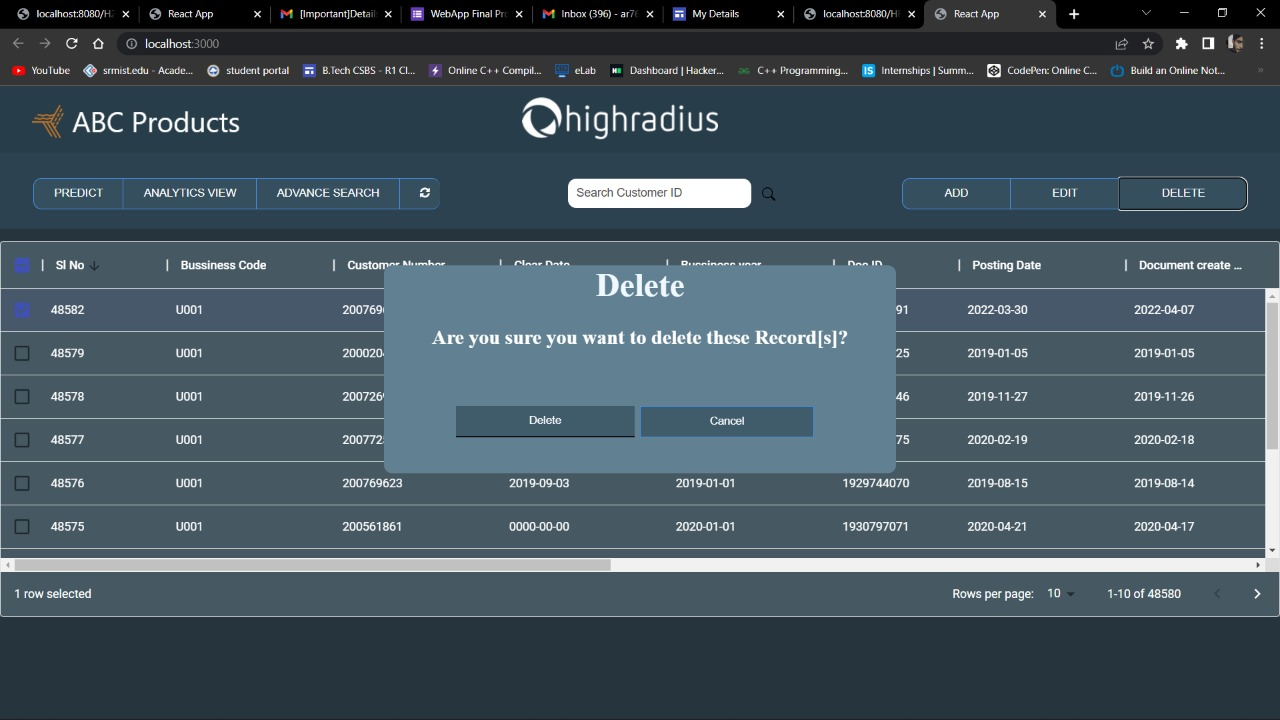 localhost:8080/H2
React App
[Important]Detail
WebApp Final Pro
Inbox (396) - ar76
My Details
localhost:8080/H
React App
localhost:3000
YouTube
srmist.edu - Acade...
student portal
B.Tech CSBS - R1 Cl...
Online C++ Compil...
eLab
Dashboard | Hacker...
C++ Programming...
IS Internships | Summ...
CodePen: Online C...
Build an Online Not...
ABC Products
highradius
PREDICT
ANALYTICS VIEW
ADVANCE SEARCH
Search Customer ID
ADD
EDIT
DELETE
Sl No
Bussiness Code
Customer Number
Clear Date
Bussiness year
Doc ID
Posting Date
Document create ...
48582 U001 200769 91 2022-03-30 2022-04-07
48579 U001 200020 25 2019-01-05 2019-01-05
48578 U001 200726 46 2019-11-27 2019-11-26
48577 U001 200772 75 2020-02-19 2020-02-18
48576 U001 200769623 2019-09-03 2019-01-01 1929744070 2019-08-15 2019-08-14
48575 U001 200561861 0000-00-00 2020-01-01 1930797071 2020-04-21 2020-04-17
Delete
Are you sure you want to delete these Record[s]?
Delete
Cancel
1 row selected
Rows per page: 10
1-10 of 48580